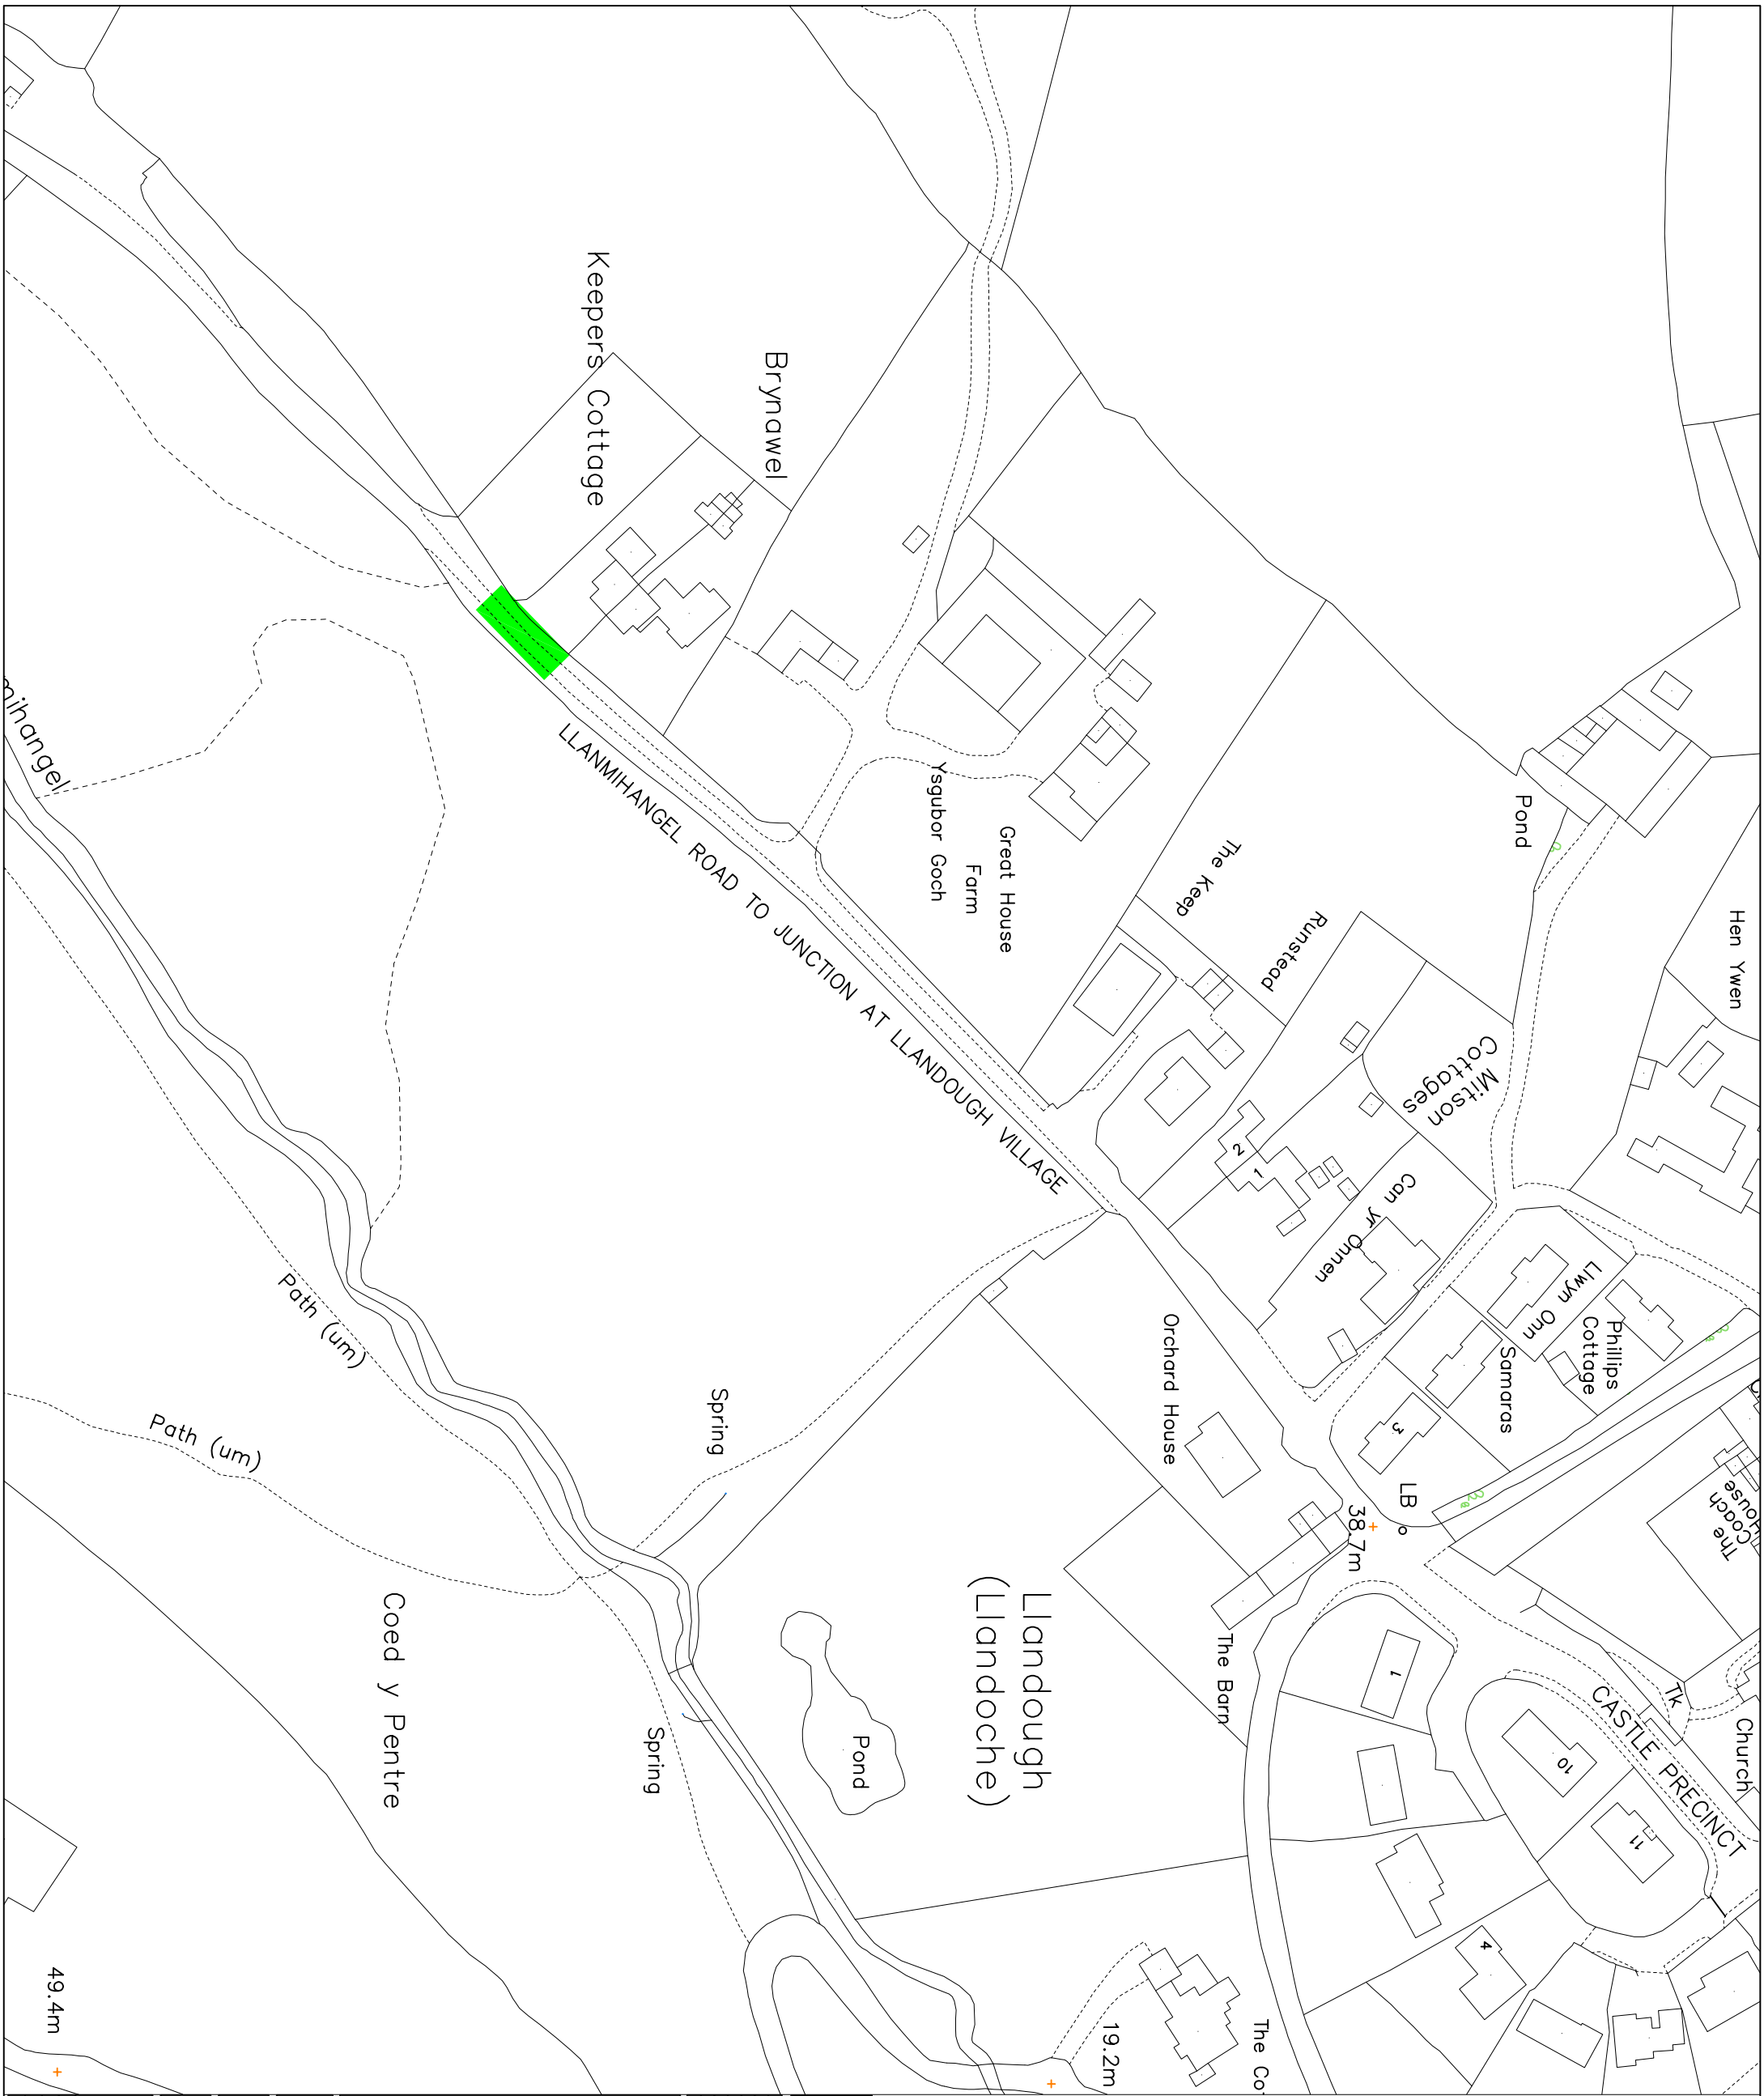 Keepers Cottage
Brynawel
mihangel
LLANMIHANGEL ROAD TO JUNCTION AT LLANDOUGH VILLAGE
Ysgubor Goch
Great House
Farm
The Keep
Runstead
Pond
Hen Ywen
Mitson
Cottages
2
1
Can yr Onnen
Llwyn Onn
Phillips
Cottage
Samaras
3
LB
38.7m
Orchard House
The
Coach
House
The Barn
Llandough
(Llandoche)
1
Tk
Church
CASTLE PRECINCT
10
11
4
Path (um)
Path (um)
Spring
Spring
Pond
Coed y Pentre
49.4m
19.2m
The Co